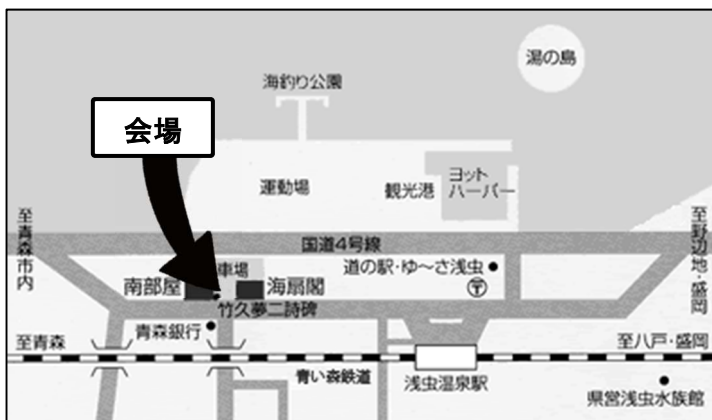 湯の島
海釣り公園
会場
運動場
観光港
ヨット
ハーバー
至青森市内
国道4号線
至野辺地・盛岡
車場
道の駅・ゆ〜さ浅虫
〒
南部屋
海扇閣
竹久夢二詩碑
青森銀行
至青森
至八戸・盛岡
青い森鉄道
浅虫温泉駅
県営浅虫水族館